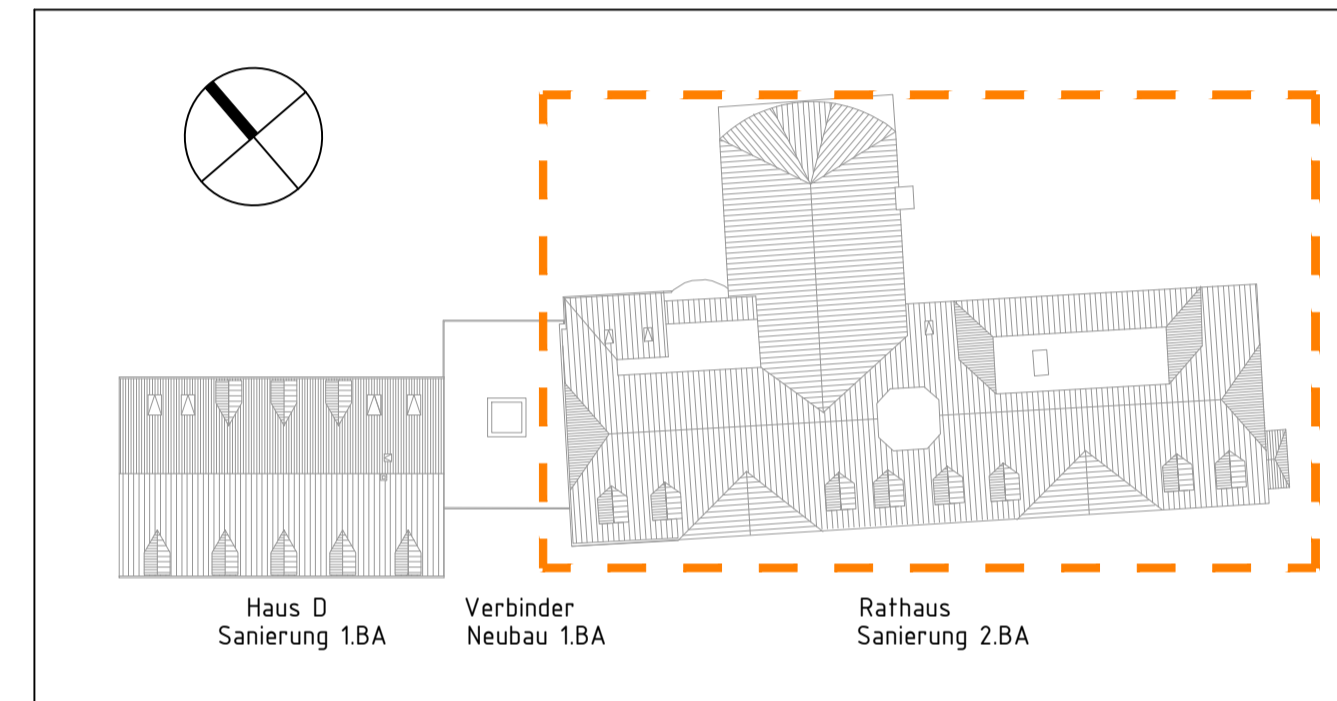 Haus D
Sanierung 1.BA
Verbinder
Neubau 1.BA
Rathaus
Sanierung 2.BA